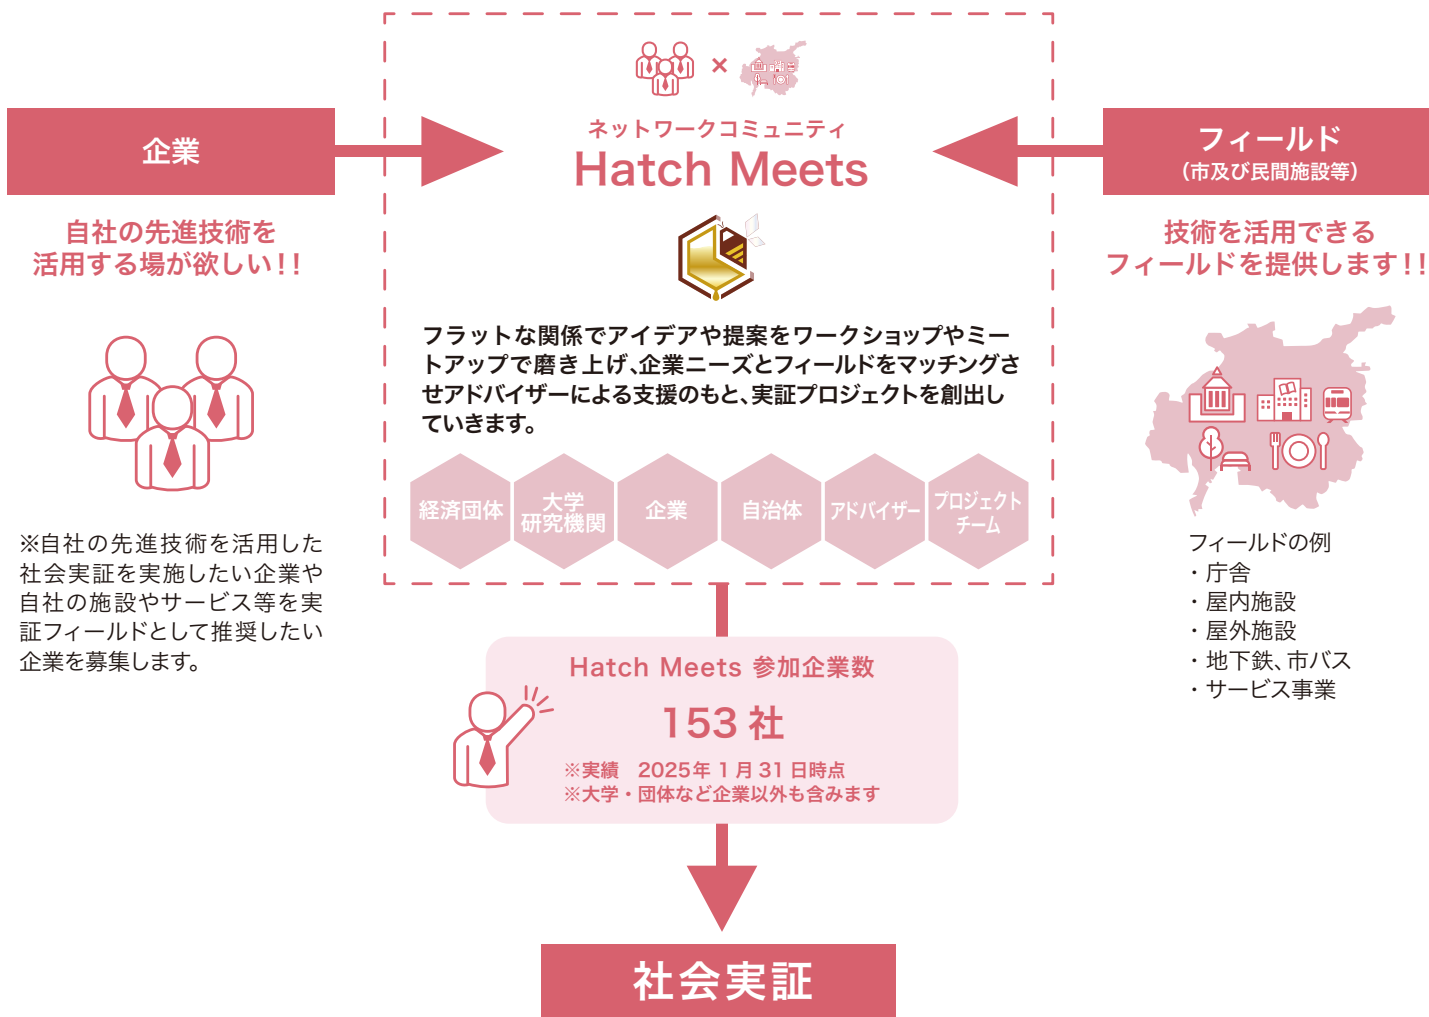 企業
自社の先進技術を
活用する場が欲しい!!
※自社の先進技術を活用した
社会実証を実施したい企業や
自社の施設やサービス等を実
証フィールドとして推奨したい
企業を募集します。
×
ネットワークコミュニティ
Hatch Meets
フラットな関係でアイデアや提案をワークショップやミー
トアップで磨き上げ、企業ニーズとフィールドをマッチングさ
せアドバイザーによる支援のもと、実証プロジェクトを創出し
ていきます。
経済団体
大学
研究機関
企業
自治体
アドバイザー
プロジェクト
チーム
フィールド
(市及び民間施設等)
技術を活用できる
フィールドを提供します!!
フィールドの例
・庁舎
・屋内施設
・屋外施設
・地下鉄、市バス
・サービス事業
Hatch Meets 参加企業数
153 社
※実績　2025年 1 月 31 日時点
※大学・団体など企業以外も含みます
社会実証